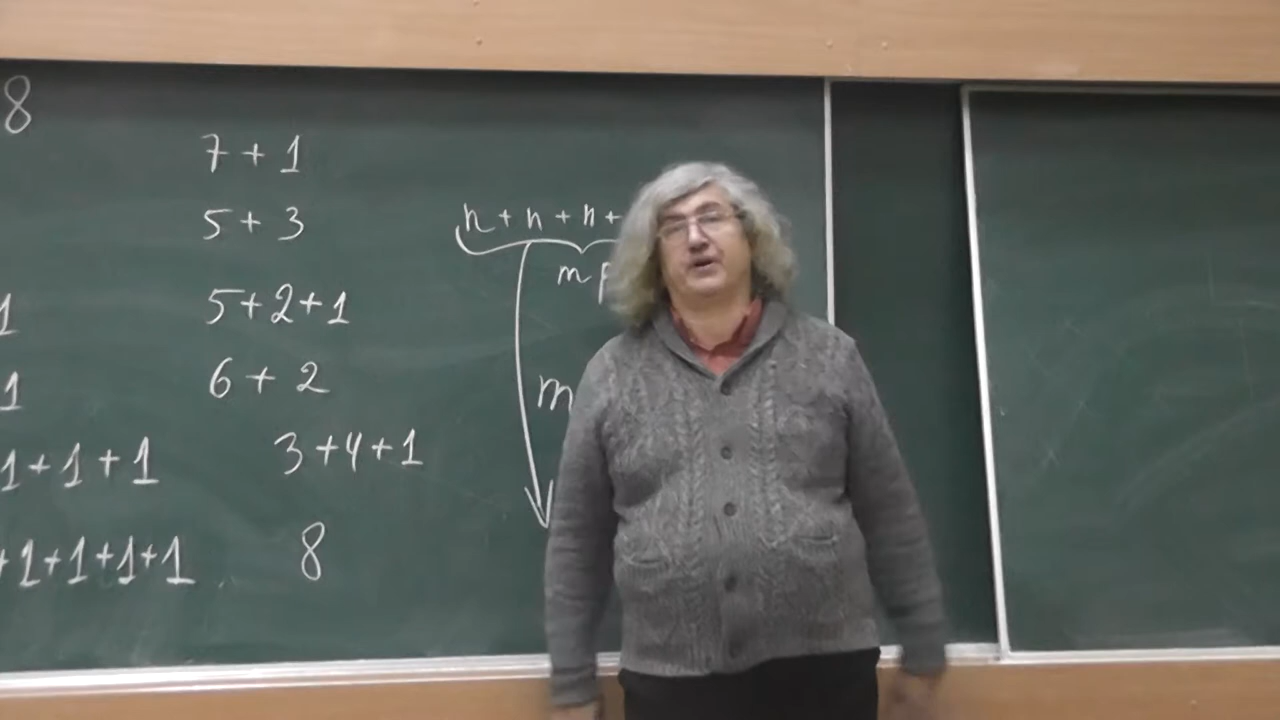 8
7 + 1
5 + 3
5+2+1
6 + 2
3+4+1
8
1
1
1+1+1
+1+1+1+1
n + n + n +
m
m